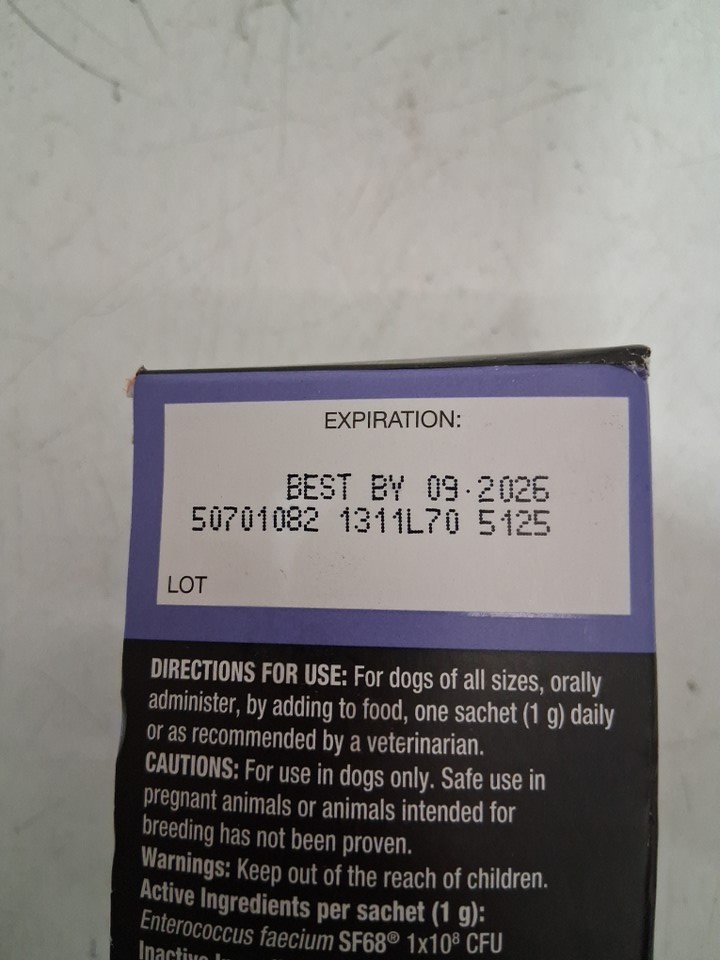 EXPIRATION:
BEST BY 09·2026
50701082 1311L70 5125
LOT
DIRECTIONS FOR USE: For dogs of all sizes, orally
administer, by adding to food, one sachet (1 g) daily
or as recommended by a veterinarian.
CAUTIONS: For use in dogs only. Safe use in
pregnant animals or animals intended for
breeding has not been proven.
Warnings: Keep out of the reach of children.
Active Ingredients per sachet (1 g):
Enterococcus faecium SF68® 1x10⁸ CFU
Inactive